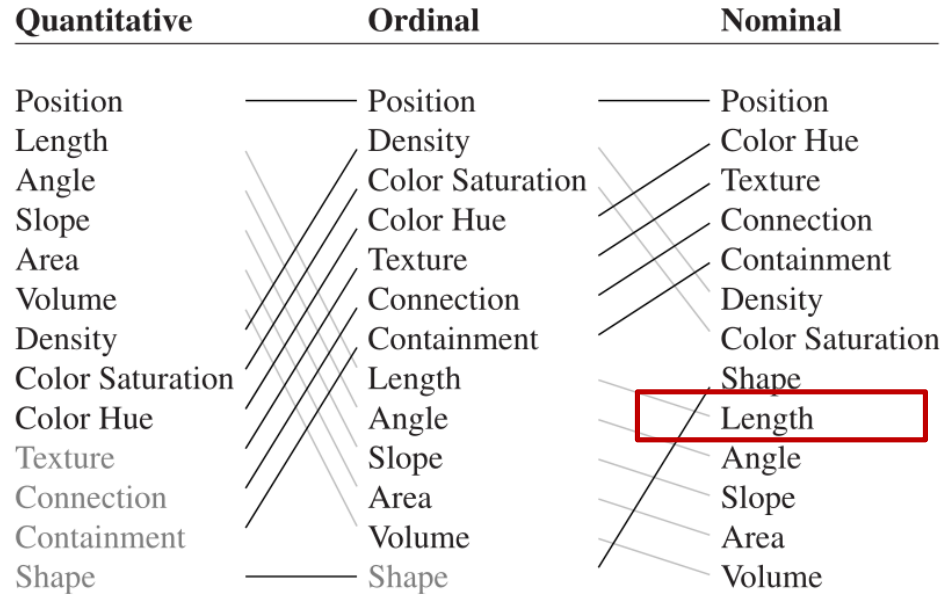 Quantitative Ordinal Nominal
Position Position Position
Length Density Color Hue
Angle Color Saturation Texture
Slope Color Hue Connection
Area Texture Containment
Volume Connection Density
Density Containment Color Saturation
Color Saturation Length Shape
Color Hue Angle Length
Texture Slope Angle
Connection Area Slope
Containment Volume Area
Shape Shape Volume